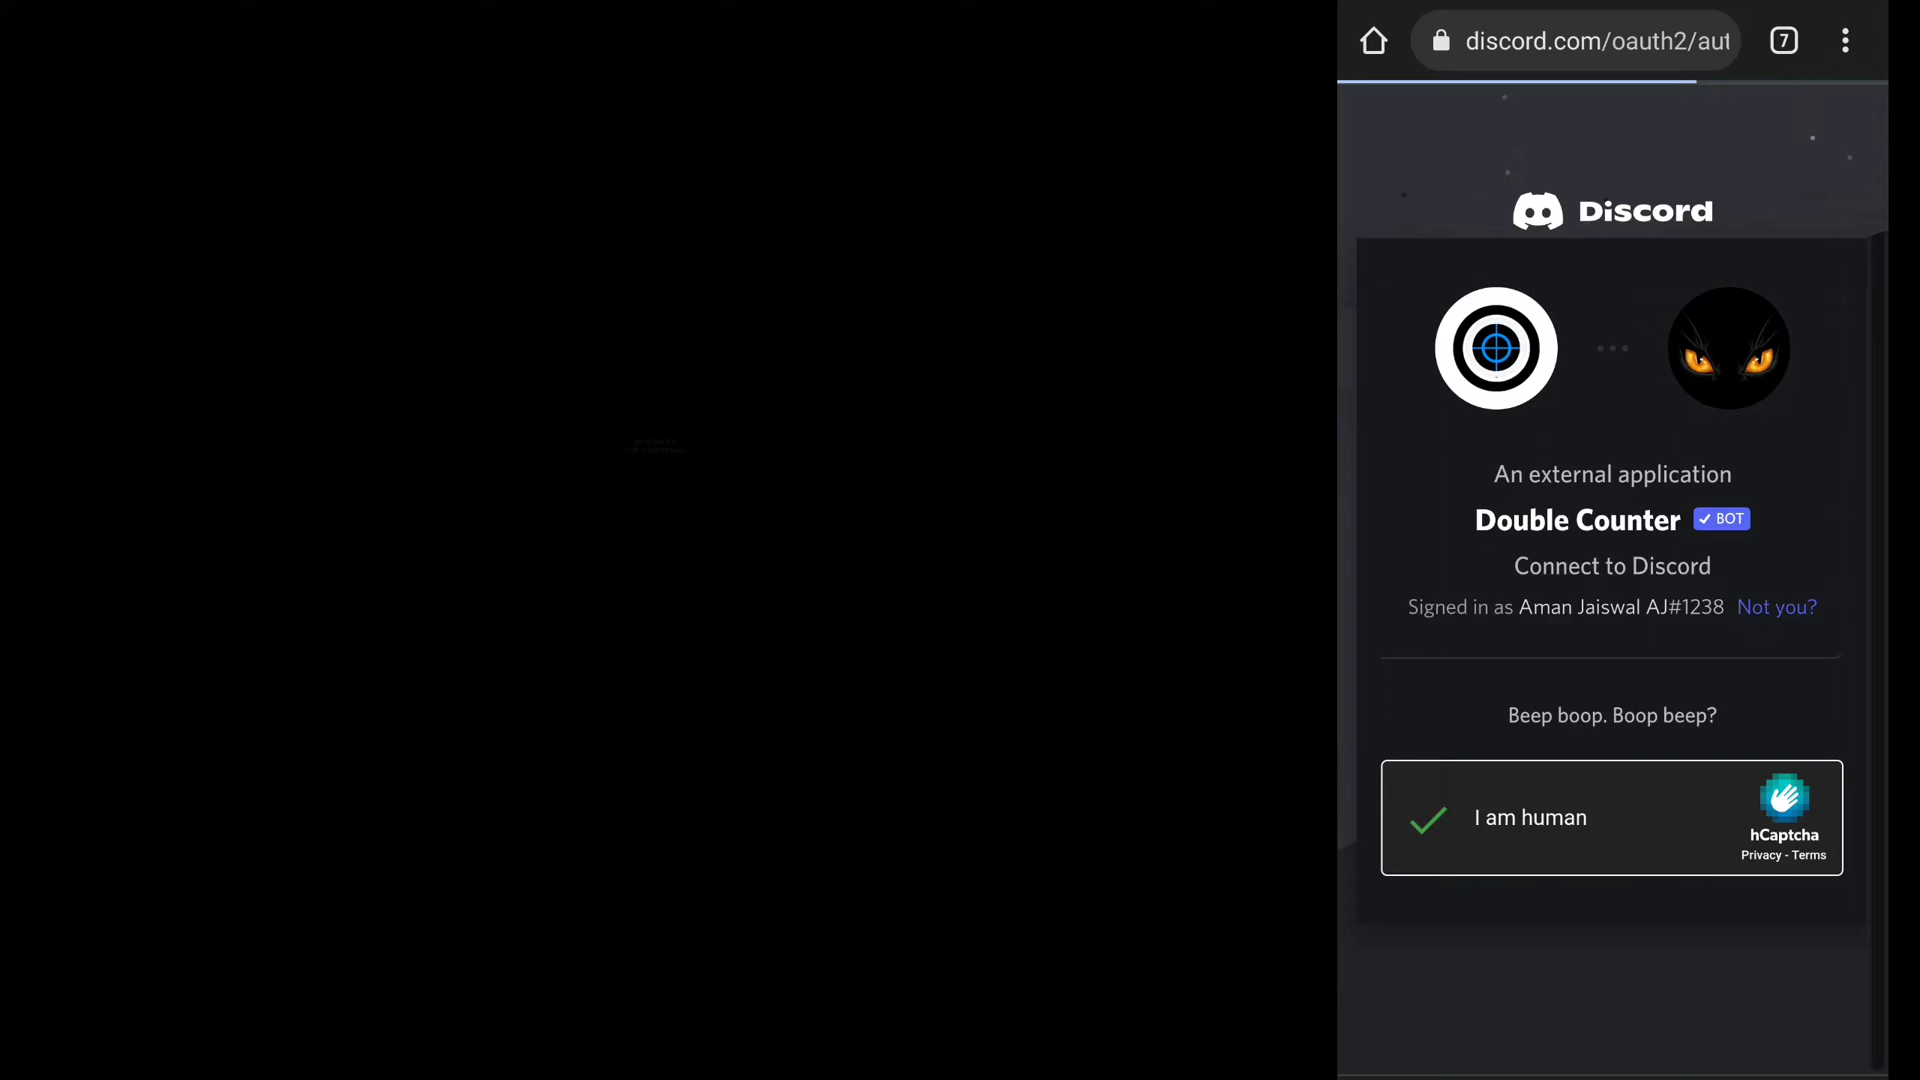 discord.com/oauth2/aut
7
Discord
An external application
Double Counter BOT
Connect to Discord
Signed in as Aman Jaiswal AJ#1238 Not you?
Beep boop. Boop beep?
I am human
hCaptcha
Privacy - Terms